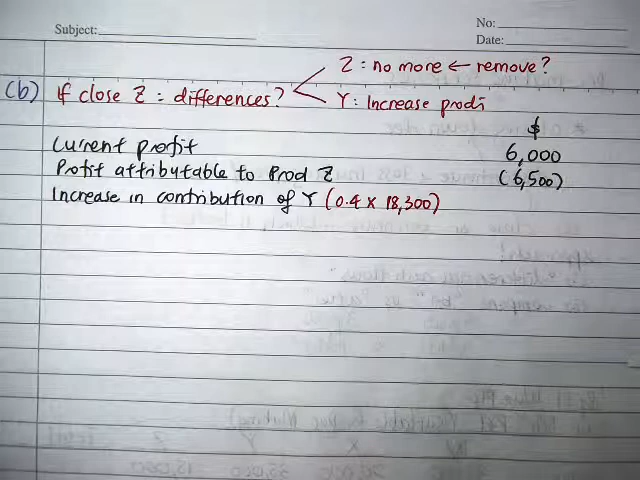 Subject:
No:
Date:
Z : no more ← remove?
(b) If close Z : differences?
Y : Increase prodⁿ
$
Current profit 6,000
Profit attributable to Prod Z (6,500)
Increase in contribution of Y (0.4 x 18,300)